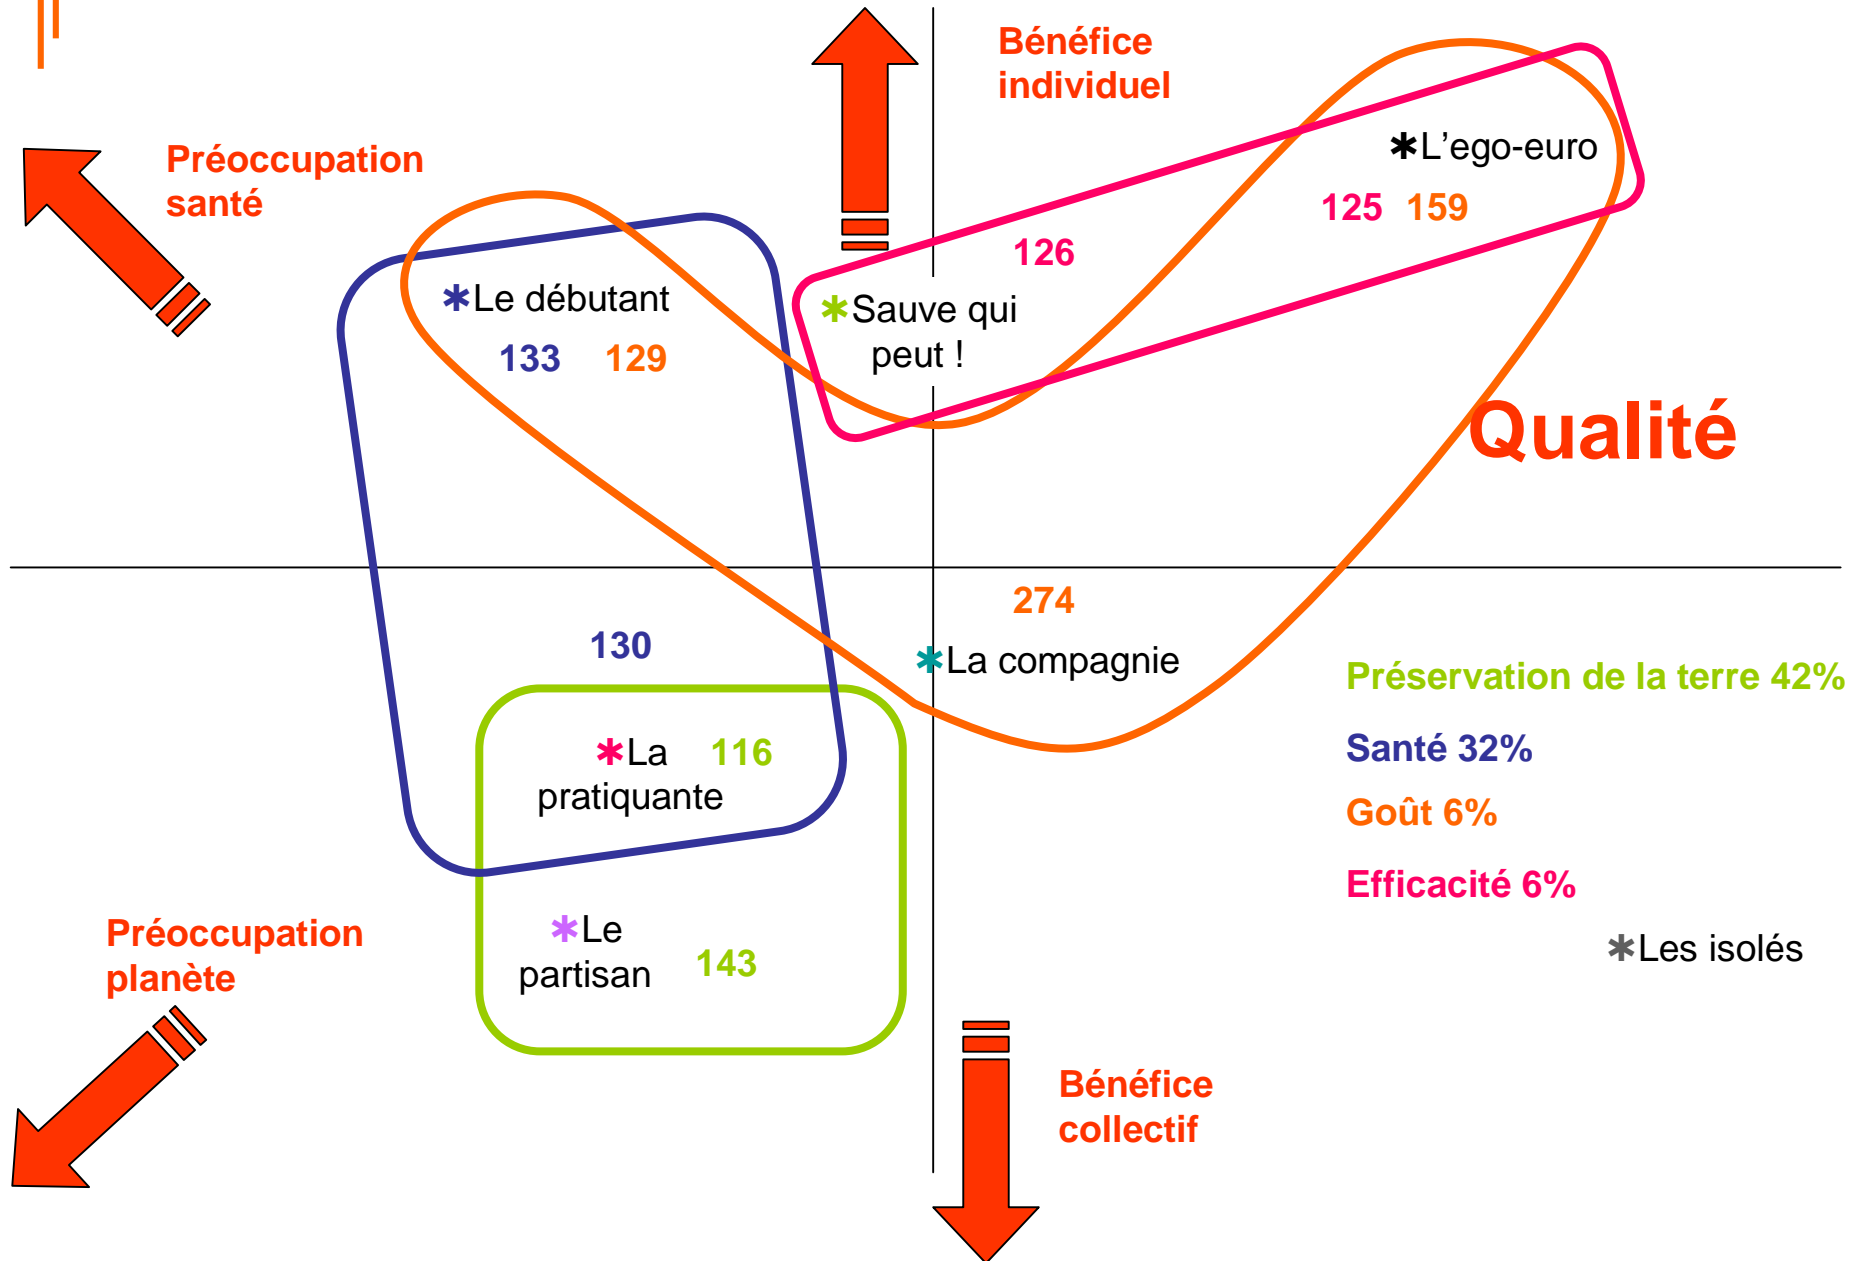 Bénéfice
individuel
Préoccupation
santé
*L'ego-euro
125 159
126
*Le débutant
133 129
*Sauve qui
peut !
Qualité
274
130
*La compagnie
Préservation de la terre 42%
Santé 32%
Goût 6%
Efficacité 6%
*La 116
pratiquante
*Le
partisan 143
*Les isolés
Préoccupation
planète
Bénéfice
collectif